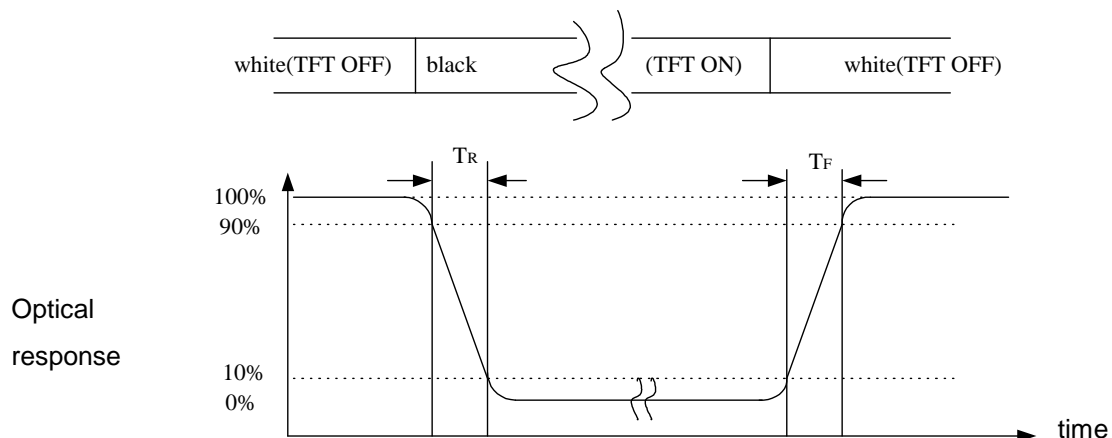 white(TFT OFF) black (TFT ON) white(TFT OFF)
TR TF
100%
90%
Optical
response
10%
0%
time